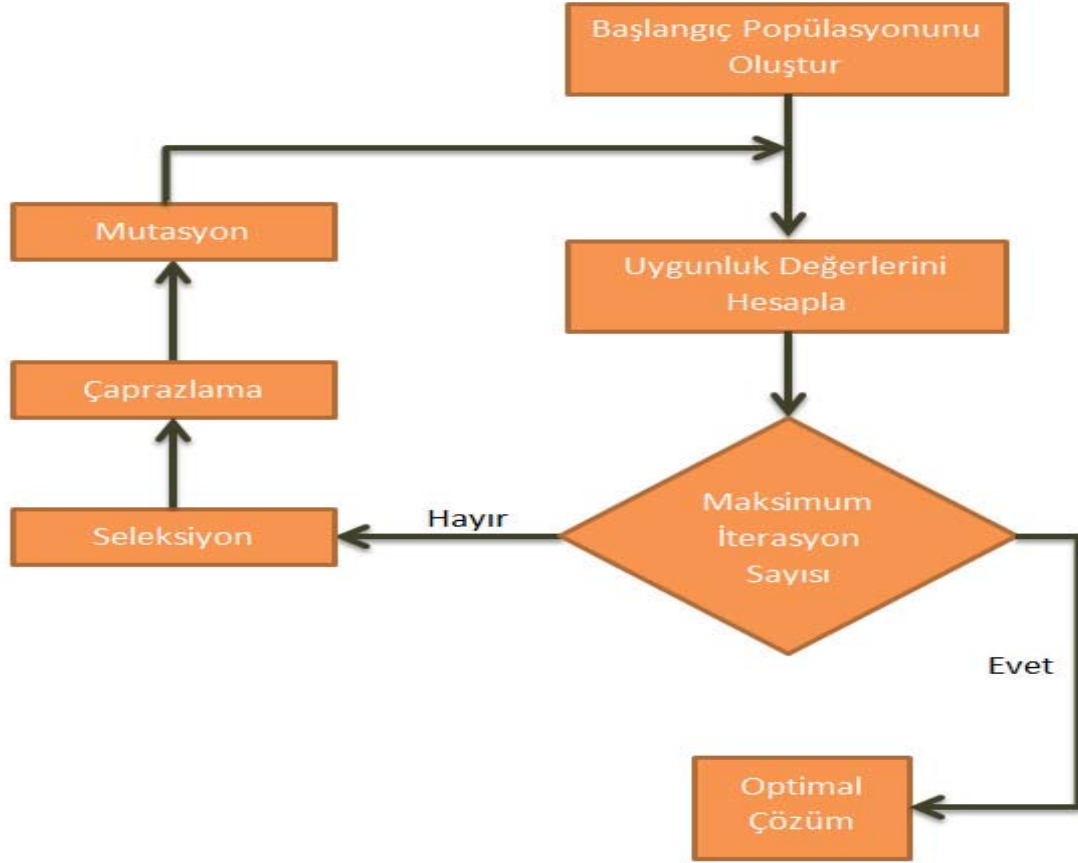 Başlangıç Popülasyonunu
Oluştur
Mutasyon
Uygunluk Değerlerini
Hesapla
Çaprazlama
Maksimum
İterasyon
Sayısı
Hayır
Seleksiyon
Evet
Optimal
Çözüm